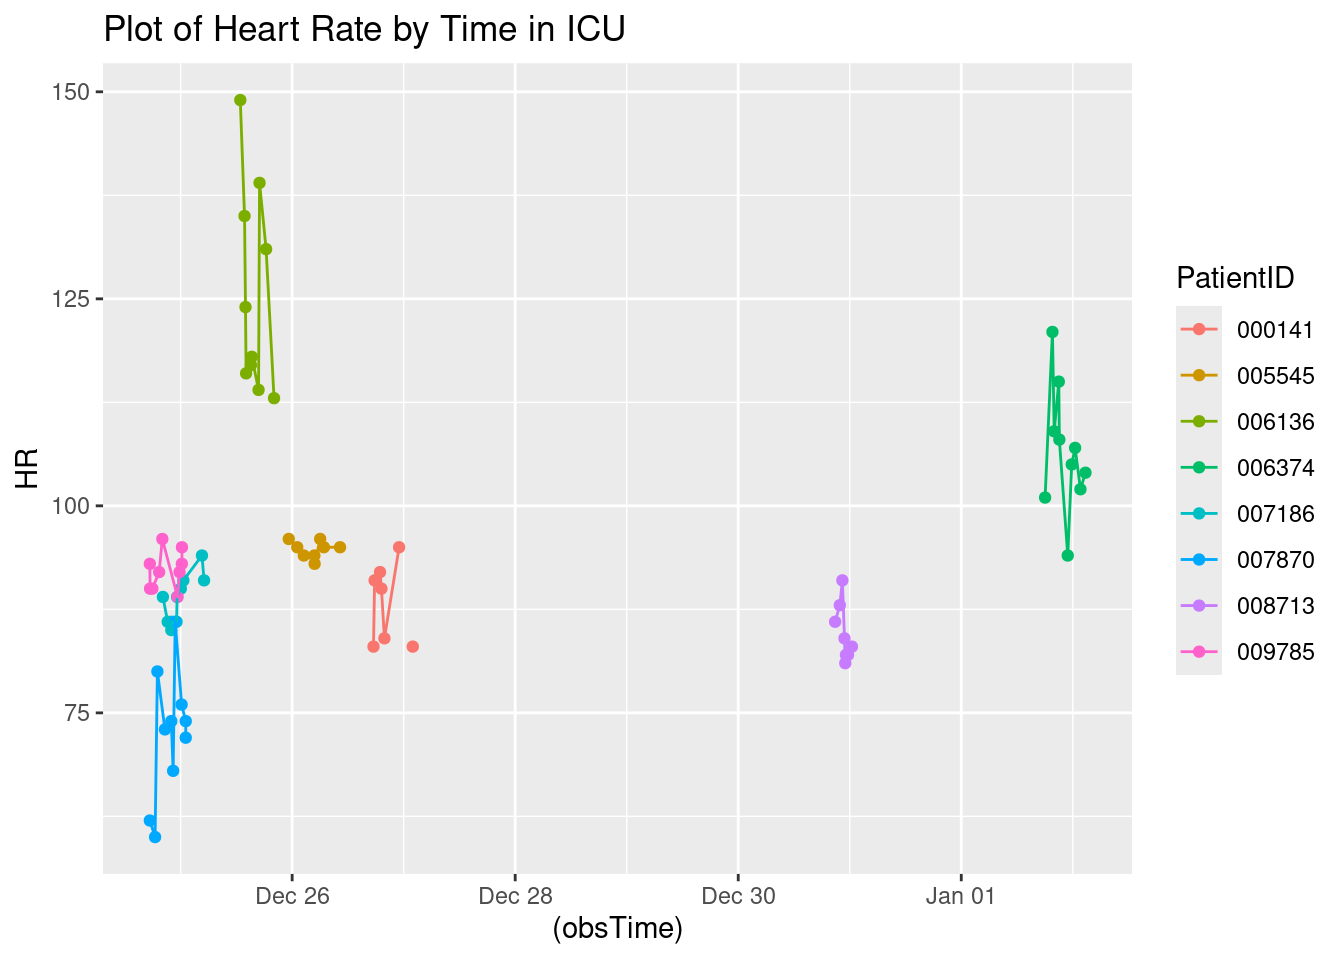 Plot of Heart Rate by Time in ICU
150
125
100
75
HR
Dec 26
Dec 28
Dec 30
Jan 01
(obsTime)
PatientID
000141
005545
006136
006374
007186
007870
008713
009785